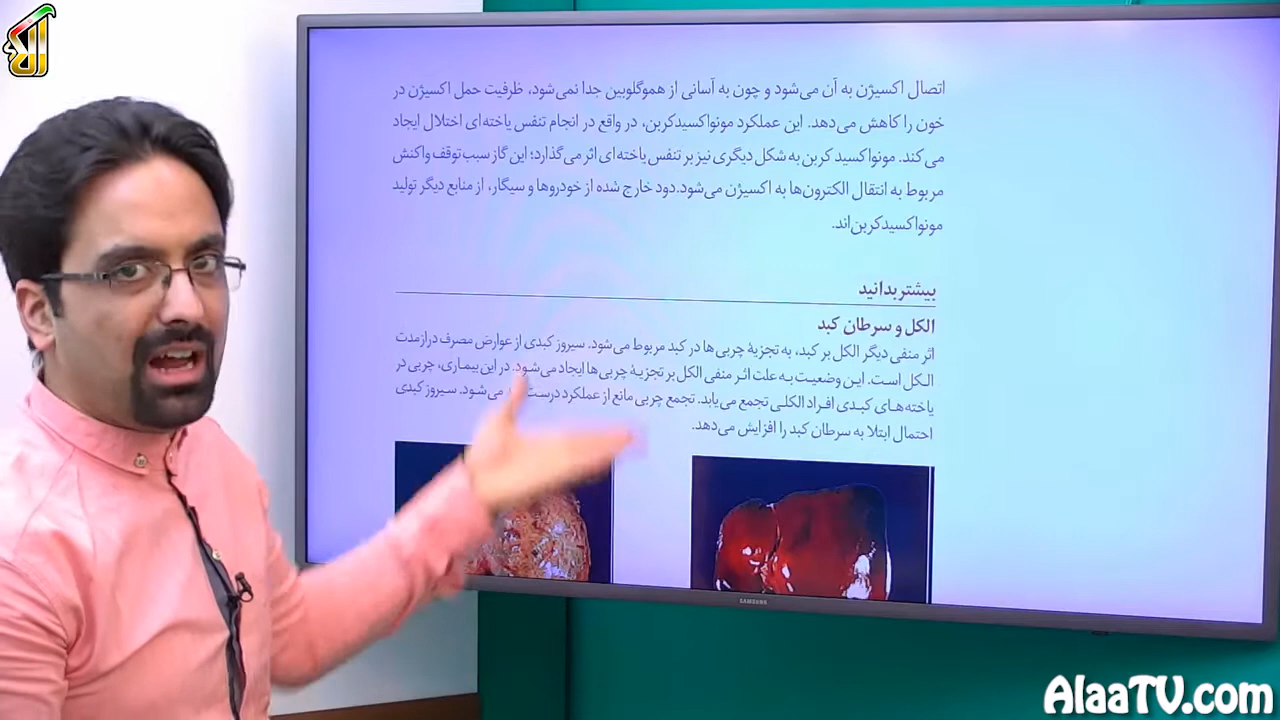 اتصال اکسیژن به آن می‌شود و چون به آسانی از هموگلوبین جدا نمی‌شود، ظرفیت حمل اکسیژن در
خون را کاهش می‌دهد. این عملکرد مونواکسیدکربن، در واقع در انجام تنفس یاخته‌ای اختلال ایجاد
می‌کند. مونواکسید کربن به شکل دیگری نیز بر تنفس یاخته‌ای اثر می‌گذارد؛ این گاز سبب توقف واکنش
مربوط به انتقال الکترون‌ها به اکسیژن می‌شود.دود خارج شده از خودروها و سیگار، از منابع دیگر تولید
مونواکسیدکربن‌اند.
بیشتر بدانید
الکل و سرطان کبد
اثر منفی دیگر الکل بر کبد، به تجزیهٔ چربی‌ها در کبد مربوط می‌شود. سیروز کبدی از عوارض مصرف درازمدت
الکل است. این وضعیت به علت اثر منفی الکل بر تجزیهٔ چربی‌ها ایجاد می‌شود. در این بیماری، چربی در
یاخته‌های کبدی افراد الکلی تجمع می‌یابد. تجمع چربی مانع از عملکرد درست می‌شود. سیروز کبدی
احتمال ابتلا به سرطان کبد را افزایش می‌دهد.
SAMSUNG
AlaaTV.com